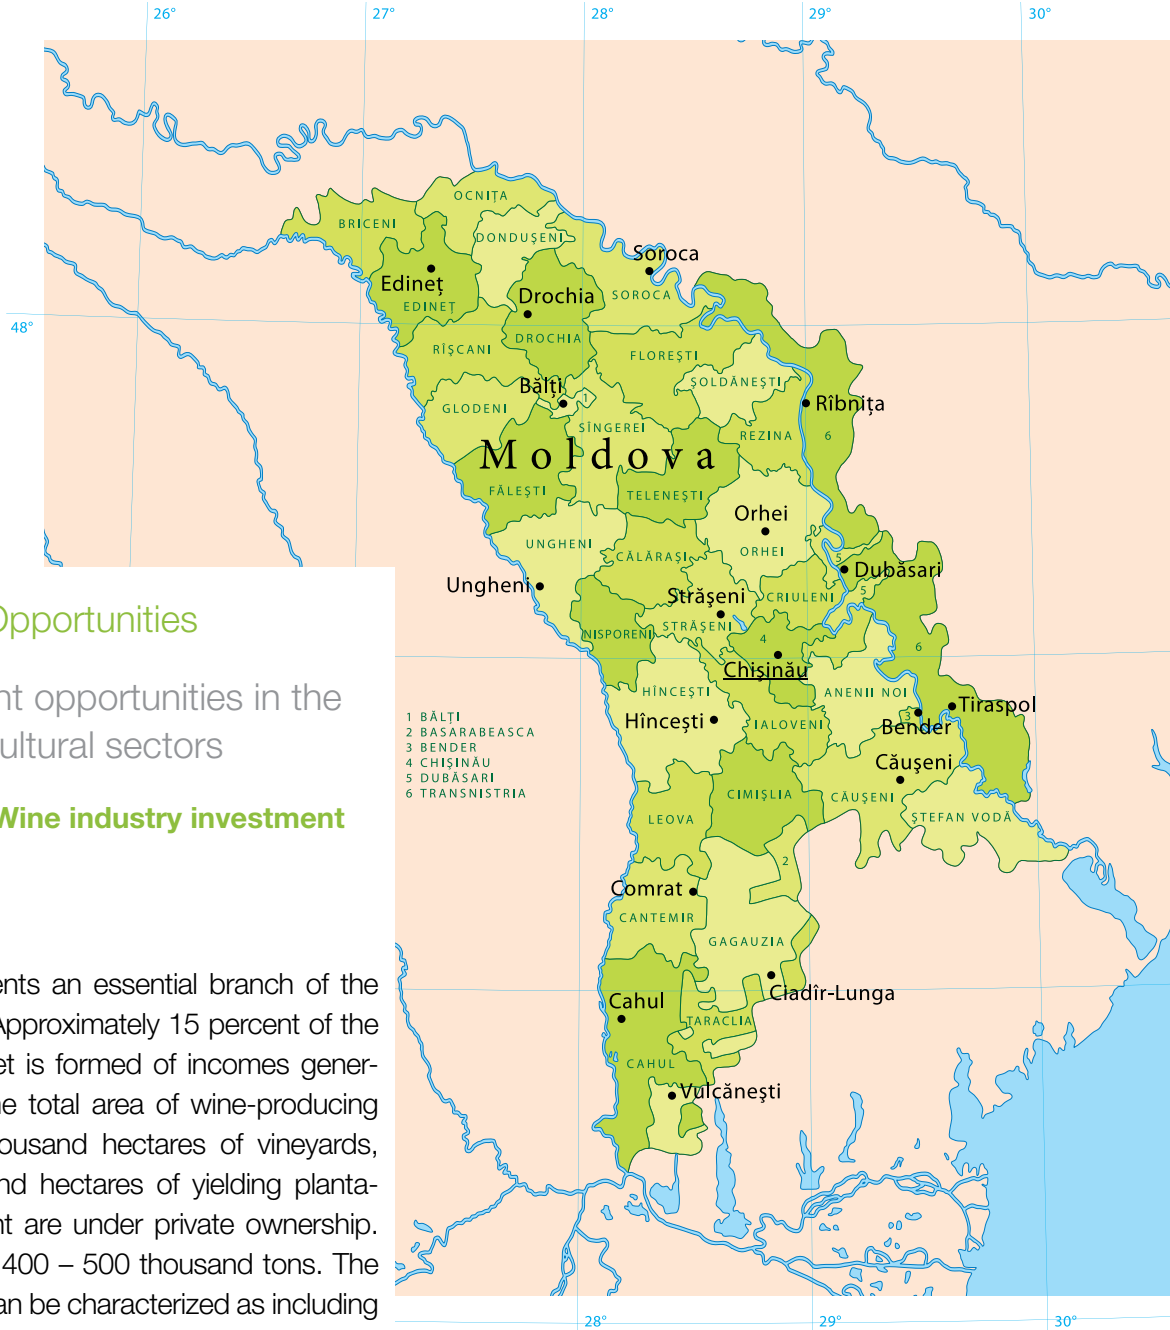 26°
27°
28°
29°
30°
48°
OCNIȚA
BRICENI
DONDUȘENI
Soroca
Edineț
EDINEȚ
Drochia
SOROCA
DROCHIA
RÎȘCANI
FLOREȘTI
ȘOLDĂNEȘTI
Bălți
1
Rîbnița
GLODENI
SÎNGEREI
REZINA
6
Moldova
FĂLEȘTI
TELENEȘTI
Orhei
ORHEI
UNGHENI
CĂLĂRAȘI
5
Dubăsari
Ungheni
Strășeni
CRIULENI
5
NISPORENI
STRĂȘENI
4
6
Chișinău
HÎNCEȘTI
ANENII NOI
Hîncești
IALOVENI
3
Bender
Tiraspol
Căușeni
CIMIȘLIA
CĂUȘENI
ȘTEFAN VODĂ
LEOVA
2
Comrat
CANTEMIR
GAGAUZIA
Ciadîr-Lunga
Cahul
TARACLIA
CAHUL
Vulcănești
1 BĂLȚI
2 BASARABEASCA
3 BENDER
4 CHIȘINĂU
5 DUBĂSARI
6 TRANSNISTRIA
Opportunities
nt opportunities in the
ultural sectors
Wine industry investment
ents an essential branch of the
Approximately 15 percent of the
et is formed of incomes gener-
ne total area of wine-producing
ousand hectares of vineyards,
nd hectares of yielding planta-
nt are under private ownership.
400 – 500 thousand tons. The
an be characterized as including
28°
29°
30°